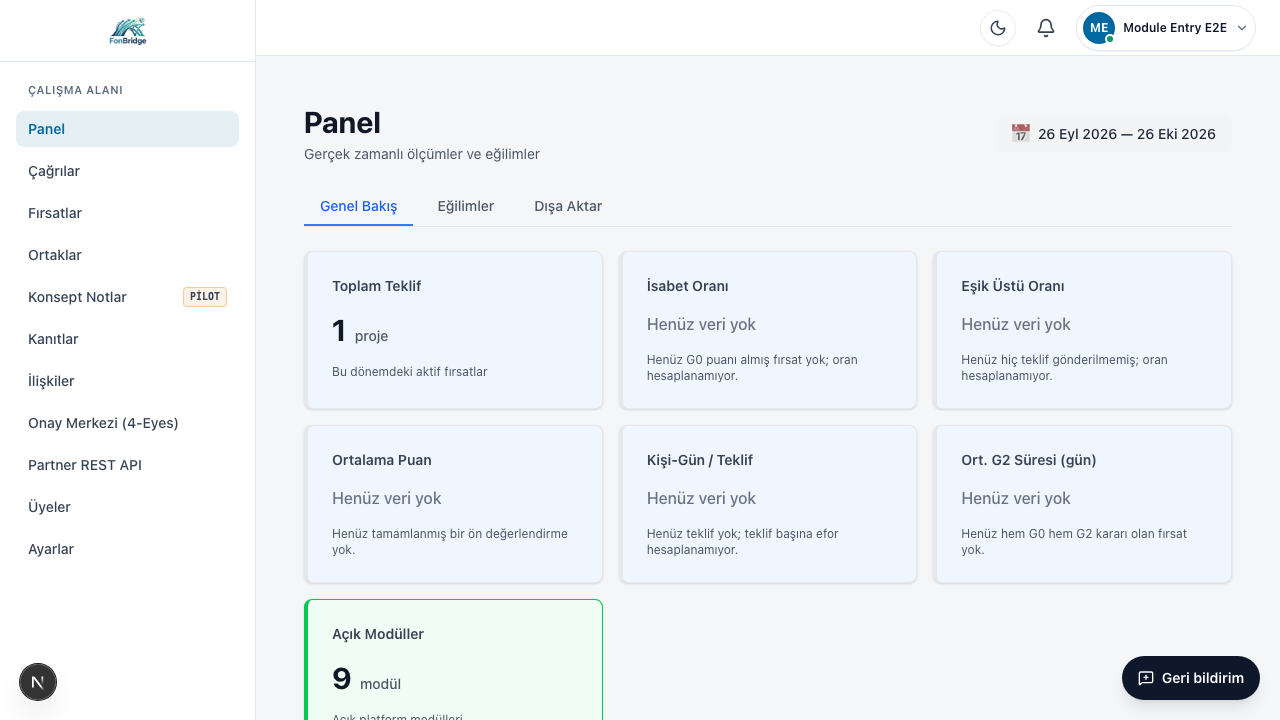 FonBridge
ME
Module Entry E2E
ÇALIŞMA ALANI
Panel
Çağrılar
Fırsatlar
Ortaklar
Konsept Notlar
PİLOT
Kanıtlar
İlişkiler
Onay Merkezi (4-Eyes)
Partner REST API
Üyeler
Ayarlar
N
Panel
Gerçek zamanlı ölçümler ve eğilimler
17
26 Eyl 2026 — 26 Eki 2026
Genel Bakış
Eğilimler
Dışa Aktar
Toplam Teklif
1 proje
Bu dönemdeki aktif fırsatlar
İsabet Oranı
Henüz veri yok
Henüz G0 puanı almış fırsat yok; oran
hesaplanamıyor.
Eşik Üstü Oranı
Henüz veri yok
Henüz hiç teklif gönderilmemiş; oran
hesaplanamıyor.
Ortalama Puan
Henüz veri yok
Henüz tamamlanmış bir ön değerlendirme
yok.
Kişi-Gün / Teklif
Henüz veri yok
Henüz teklif yok; teklif başına efor
hesaplanamıyor.
Ort. G2 Süresi (gün)
Henüz veri yok
Henüz hem G0 hem G2 kararı olan fırsat
yok.
Açık Modüller
9 modül
Açık platform modülleri
Geri bildirim